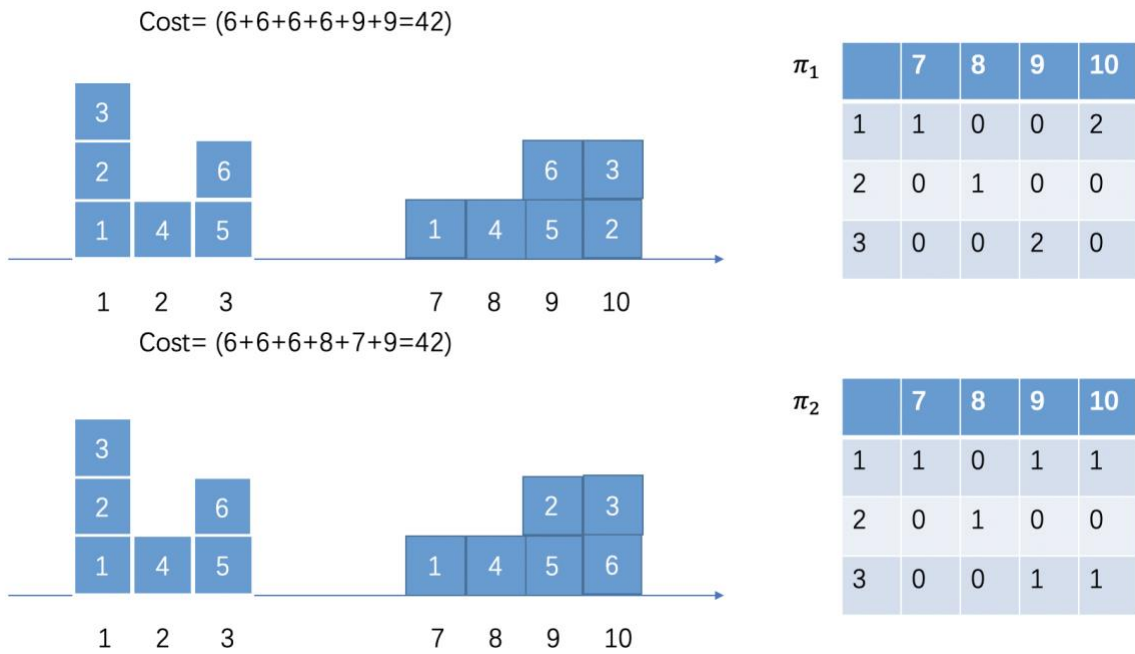 Cost= (6+6+6+6+9+9=42)
3
2 6
1 4 5
6 3
1 4 5 2
1 2 3 7 8 9 10
π₁ 7 8 9 10
1 1 0 0 2
2 0 1 0 0
3 0 0 2 0
Cost= (6+6+6+8+7+9=42)
3
2 6
1 4 5
2 3
1 4 5 6
1 2 3 7 8 9 10
π₂ 7 8 9 10
1 1 0 1 1
2 0 1 0 0
3 0 0 1 1